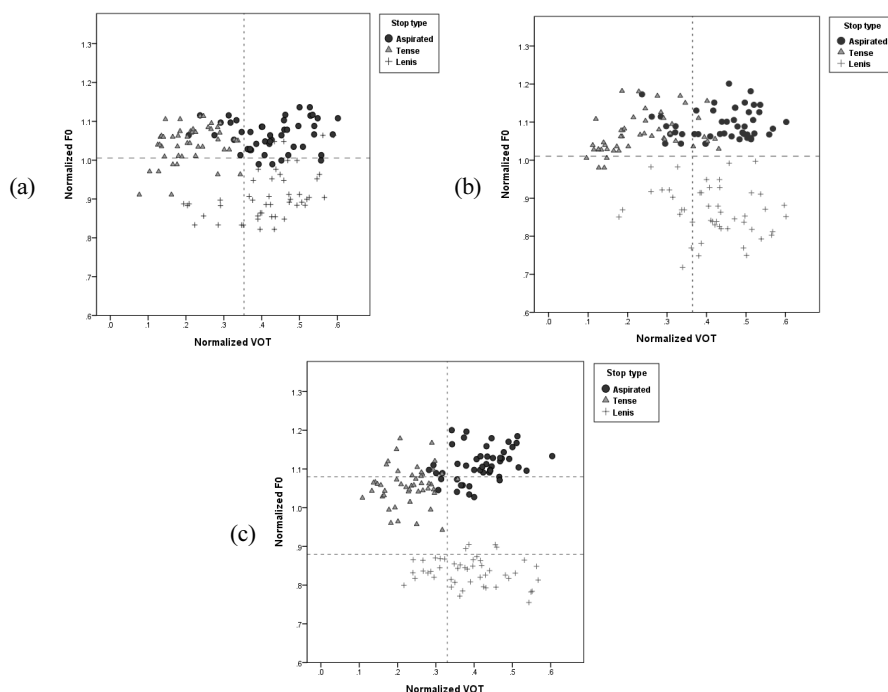 (a)
Normalized F0
1.3
1.2
1.1
1.0
.9
.8
.7
.6
.0 .1 .2 .3 .4 .5 .6
Normalized VOT
Stop type
Aspirated
Tense
Lenis
(b)
Normalized F0
1.3
1.2
1.1
1.0
.9
.8
.7
.6
.0 .1 .2 .3 .4 .5 .6
Normalized VOT
Stop type
Aspirated
Tense
Lenis
(c)
Normalized F0
1.3
1.2
1.1
1.0
.9
.8
.7
.6
.0 .1 .2 .3 .4 .5 .6
Normalized VOT
Stop type
Aspirated
Tense
Lenis